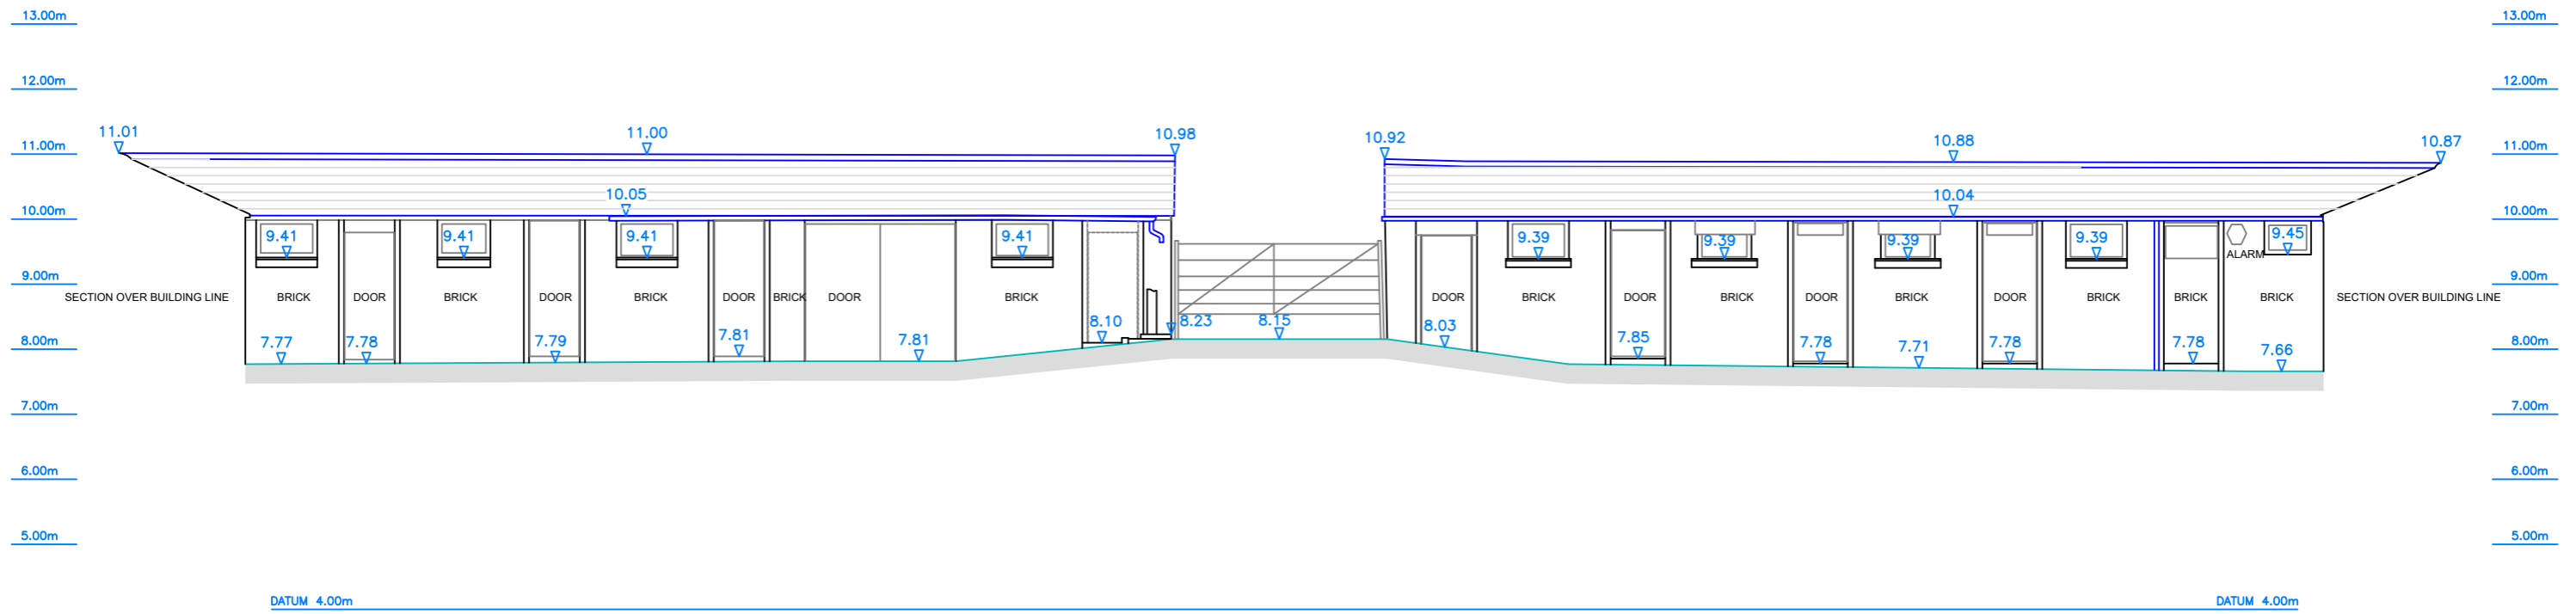 13.00m 13.00m
12.00m 12.00m
11.01 11.00 10.98 10.92 10.88 10.87
11.00m 11.00m
10.05 10.04
10.00m 10.00m
9.41 9.41 9.41 9.41 9.39 9.39 9.39 9.39 9.45
ALARM
9.00m 9.00m
SECTION OVER BUILDING LINE BRICK DOOR BRICK DOOR BRICK DOOR BRICK DOOR BRICK DOOR BRICK DOOR BRICK DOOR BRICK DOOR BRICK BRICK BRICK SECTION OVER BUILDING LINE
8.10 8.23 8.15 8.03
7.77 7.78 7.79 7.81 7.81 7.85 7.78 7.71 7.78 7.78 7.66
8.00m 8.00m
7.00m 7.00m
6.00m 6.00m
5.00m 5.00m
DATUM 4.00m DATUM 4.00m